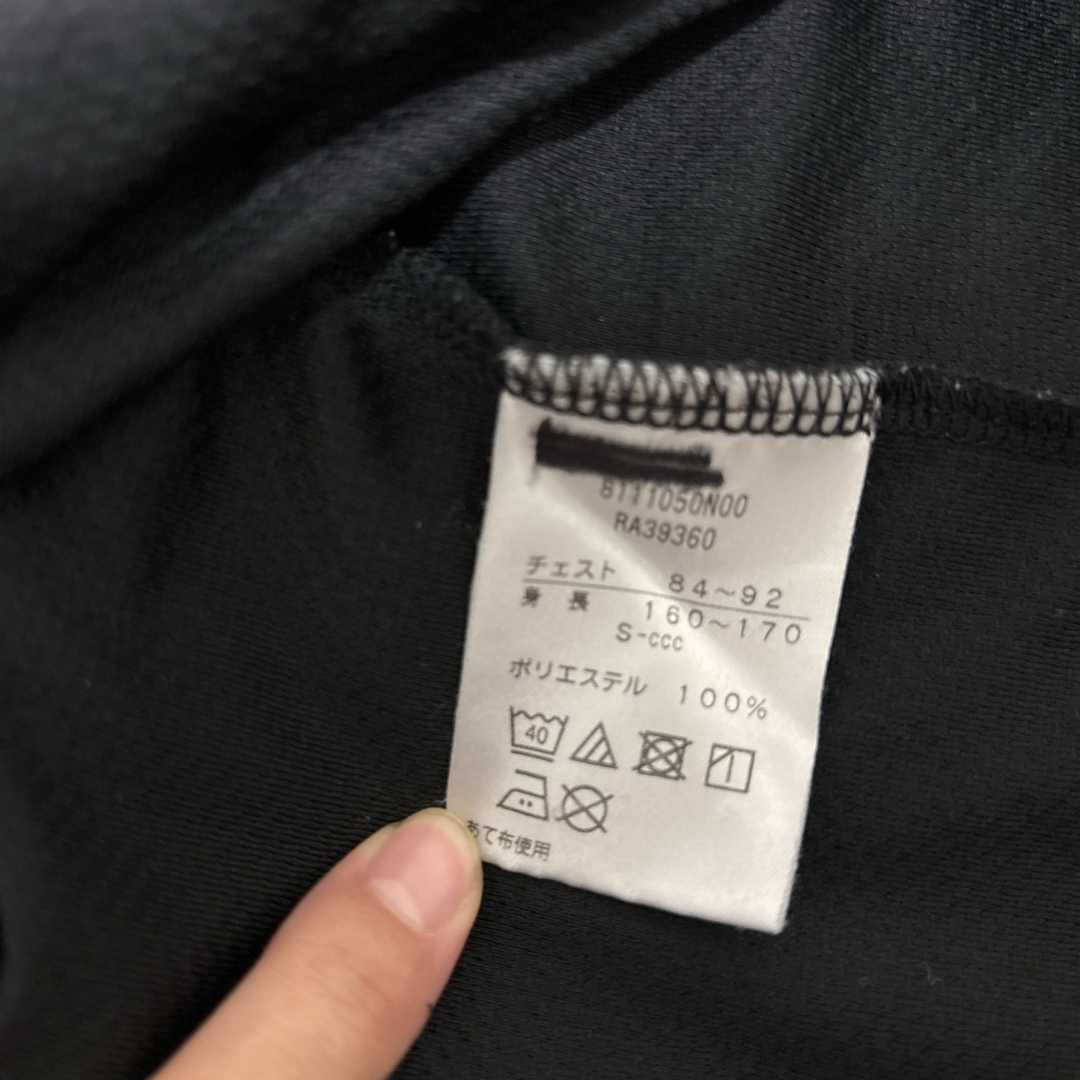 8111050N00
RA39360
チェスト 84～92
身長 160～170
S-ccc
ポリエステル 100%
40
あて布使用